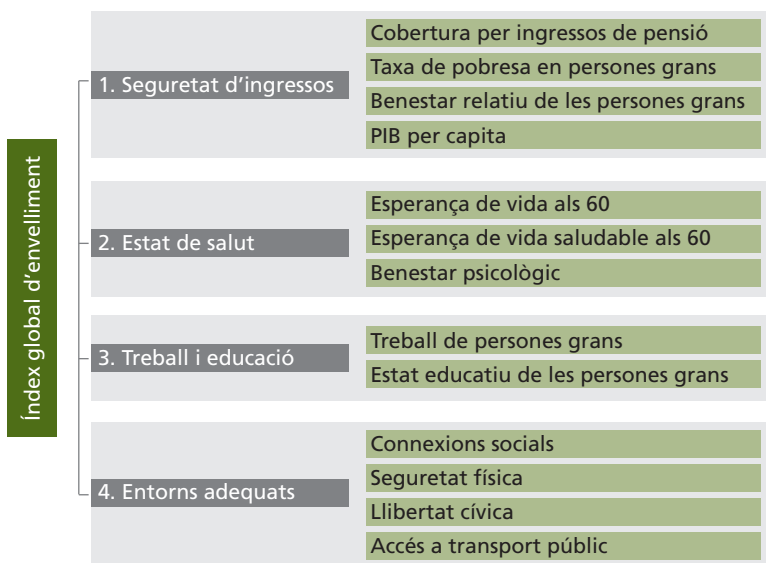 Índex global d'envelliment
1. Seguretat d'ingressos
Cobertura per ingressos de pensió
Taxa de pobresa en persones grans
Benestar relatiu de les persones grans
PIB per capita
2. Estat de salut
Esperança de vida als 60
Esperança de vida saludable als 60
Benestar psicològic
3. Treball i educació
Treball de persones grans
Estat educatiu de les persones grans
4. Entorns adequats
Connexions socials
Seguretat física
Llibertat cívica
Accés a transport públic